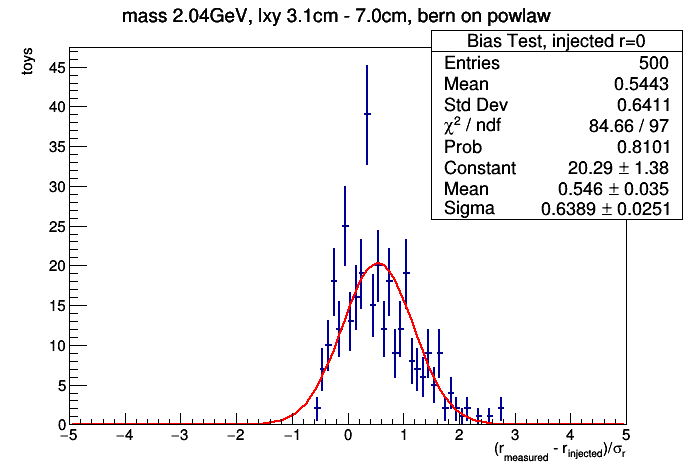 mass 2.04GeV, lxy 3.1cm - 7.0cm, bern on powlaw
Bias Test, injected r=0
Entries 500
Mean 0.5443
Std Dev 0.6411
χ² / ndf 84.66 / 97
Prob 0.8101
Constant 20.29 ± 1.38
Mean 0.546 ± 0.035
Sigma 0.6389 ± 0.0251
toys
45
40
35
30
25
20
15
10
5
0
−5 −4 −3 −2 −1 0 1 2 3 4 5
(r_measured - r_injected)/σ_r